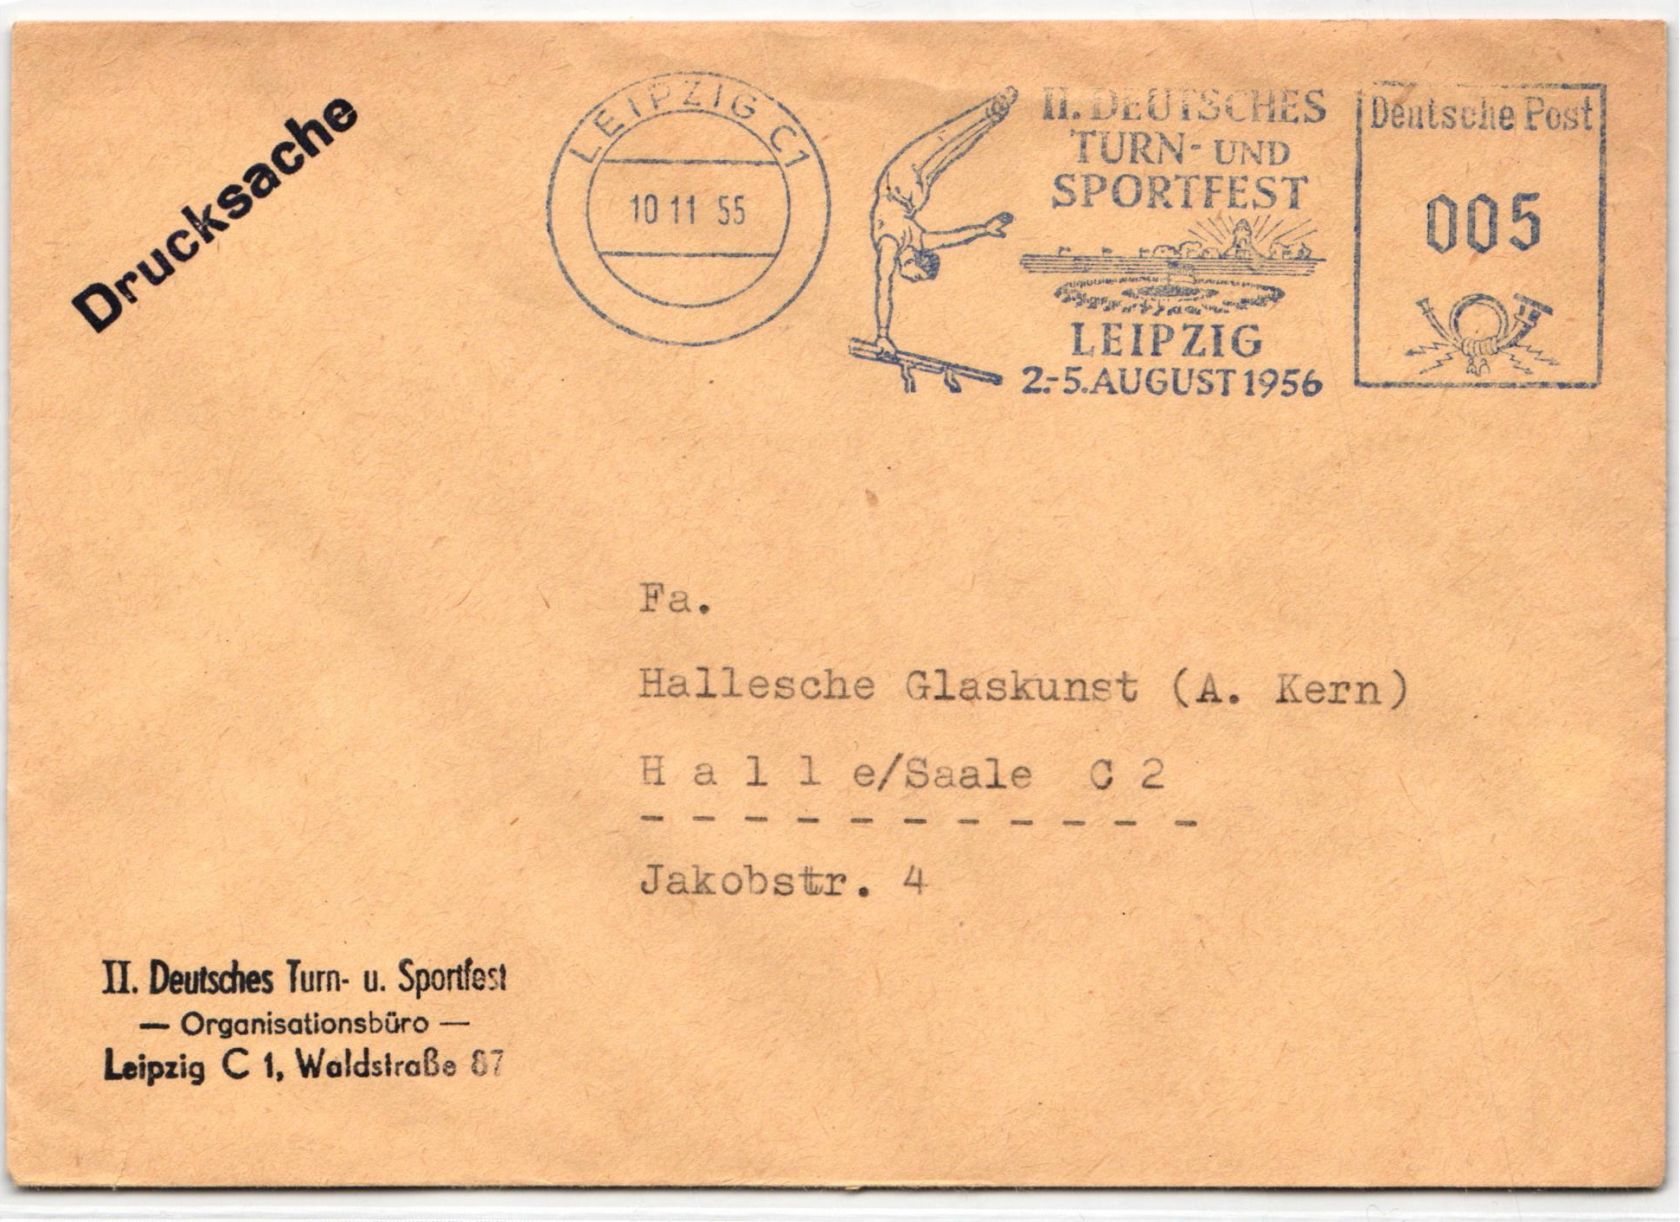 Drucksache
LEIPZIG C1
10 11 55
II. DEUTSCHES
TURN- UND
SPORTFEST
LEIPZIG
2.-5. AUGUST 1956
Deutsche Post
005
Fa.
Hallesche Glaskunst (A. Kern)
H a l l e/Saale C 2
- - - - - - - - - - -
Jakobstr. 4
II. Deutsches Turn- u. Sportfest
— Organisationsbüro —
Leipzig C 1, Waldstraße 87